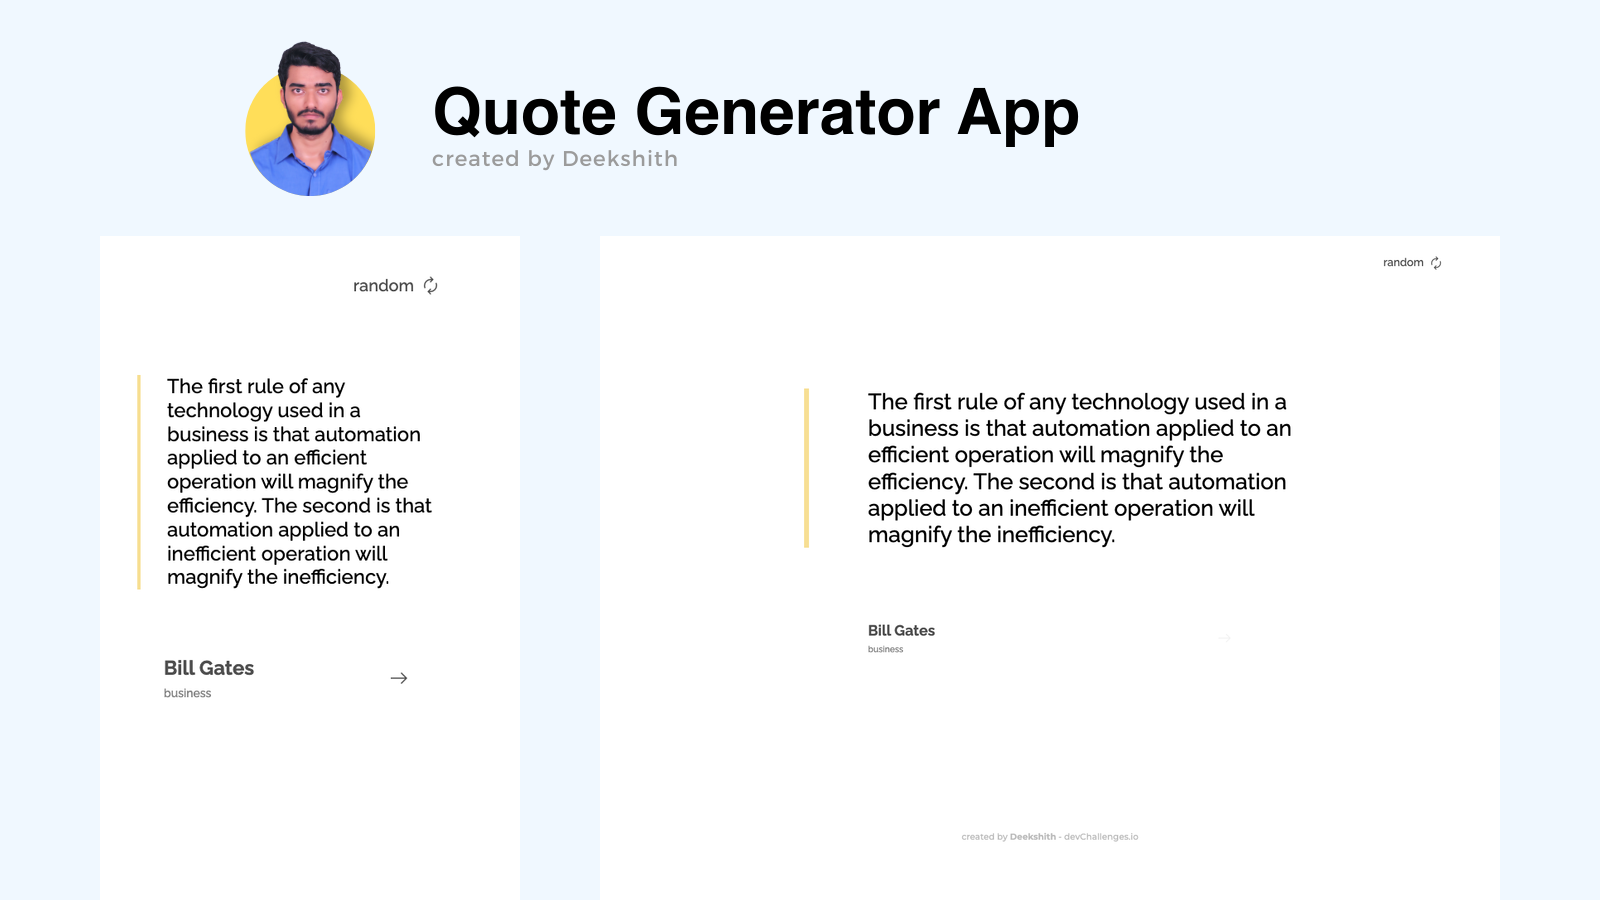 Quote Generator App
created by Deekshith
random
The first rule of any
technology used in a
business is that automation
applied to an efficient
operation will magnify the
efficiency. The second is that
automation applied to an
inefficient operation will
magnify the inefficiency.
Bill Gates
business
random
The first rule of any technology used in a
business is that automation applied to an
efficient operation will magnify the
efficiency. The second is that automation
applied to an inefficient operation will
magnify the inefficiency.
Bill Gates
business
created by Deekshith - devChallenges.io